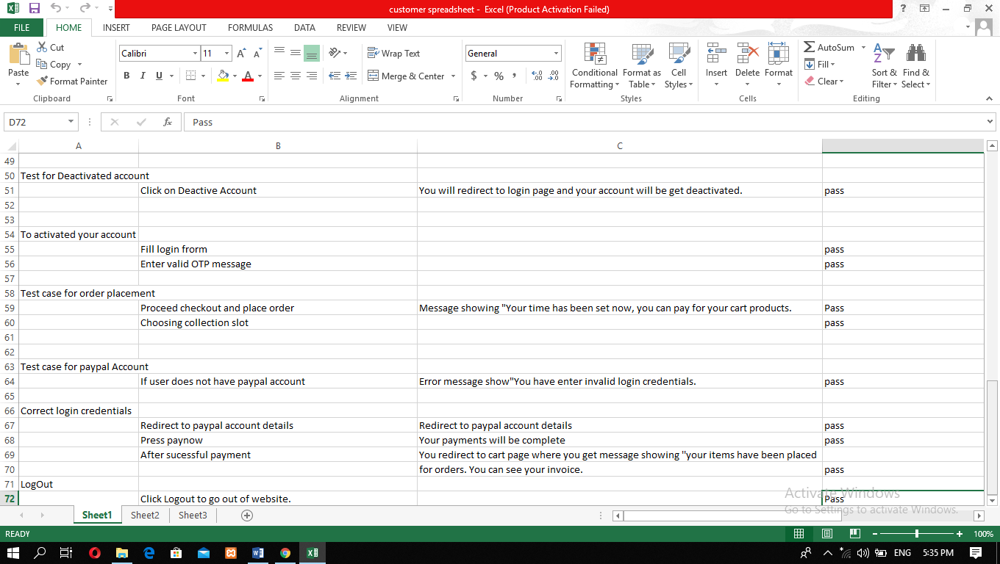 customer spreadsheet - Excel (Product Activation Failed)
FILE HOME INSERT PAGE LAYOUT FORMULAS DATA REVIEW VIEW
Paste Cut Copy Format Painter Clipboard
Calibri 11 B I U Font
Wrap Text Merge & Center Alignment
General $ % , Number
Conditional Formatting Format as Table Cell Styles Styles
Insert Delete Format Cells
AutoSum Fill Clear Sort & Filter Find & Select Editing
D72 fx Pass
A B C
49
50 Test for Deactivated account
51 Click on Deactive Account You will redirect to login page and your account will be get deactivated. pass
52
53
54 To activated your account
55 Fill login frorm pass
56 Enter valid OTP message pass
57
58 Test case for order placement
59 Proceed checkout and place order Message showing "Your time has been set now, you can pay for your cart products. Pass
60 Choosing collection slot pass
61
62
63 Test case for paypal Account
64 If user does not have paypal account Error message show"You have enter invalid login credentials. pass
65
66 Correct login credentials
67 Redirect to paypal account details Redirect to paypal account details pass
68 Press paynow Your payments will be complete pass
69 After sucessful payment You redirect to cart page where you get message showing "your items have been placed
70 for orders. You can see your invoice. pass
71 LogOut
72 Click Logout to go out of website. Pass
Activate Windows
Go to Settings to activate Windows.
Sheet1 Sheet2 Sheet3
READY 100%
ENG 5:35 PM